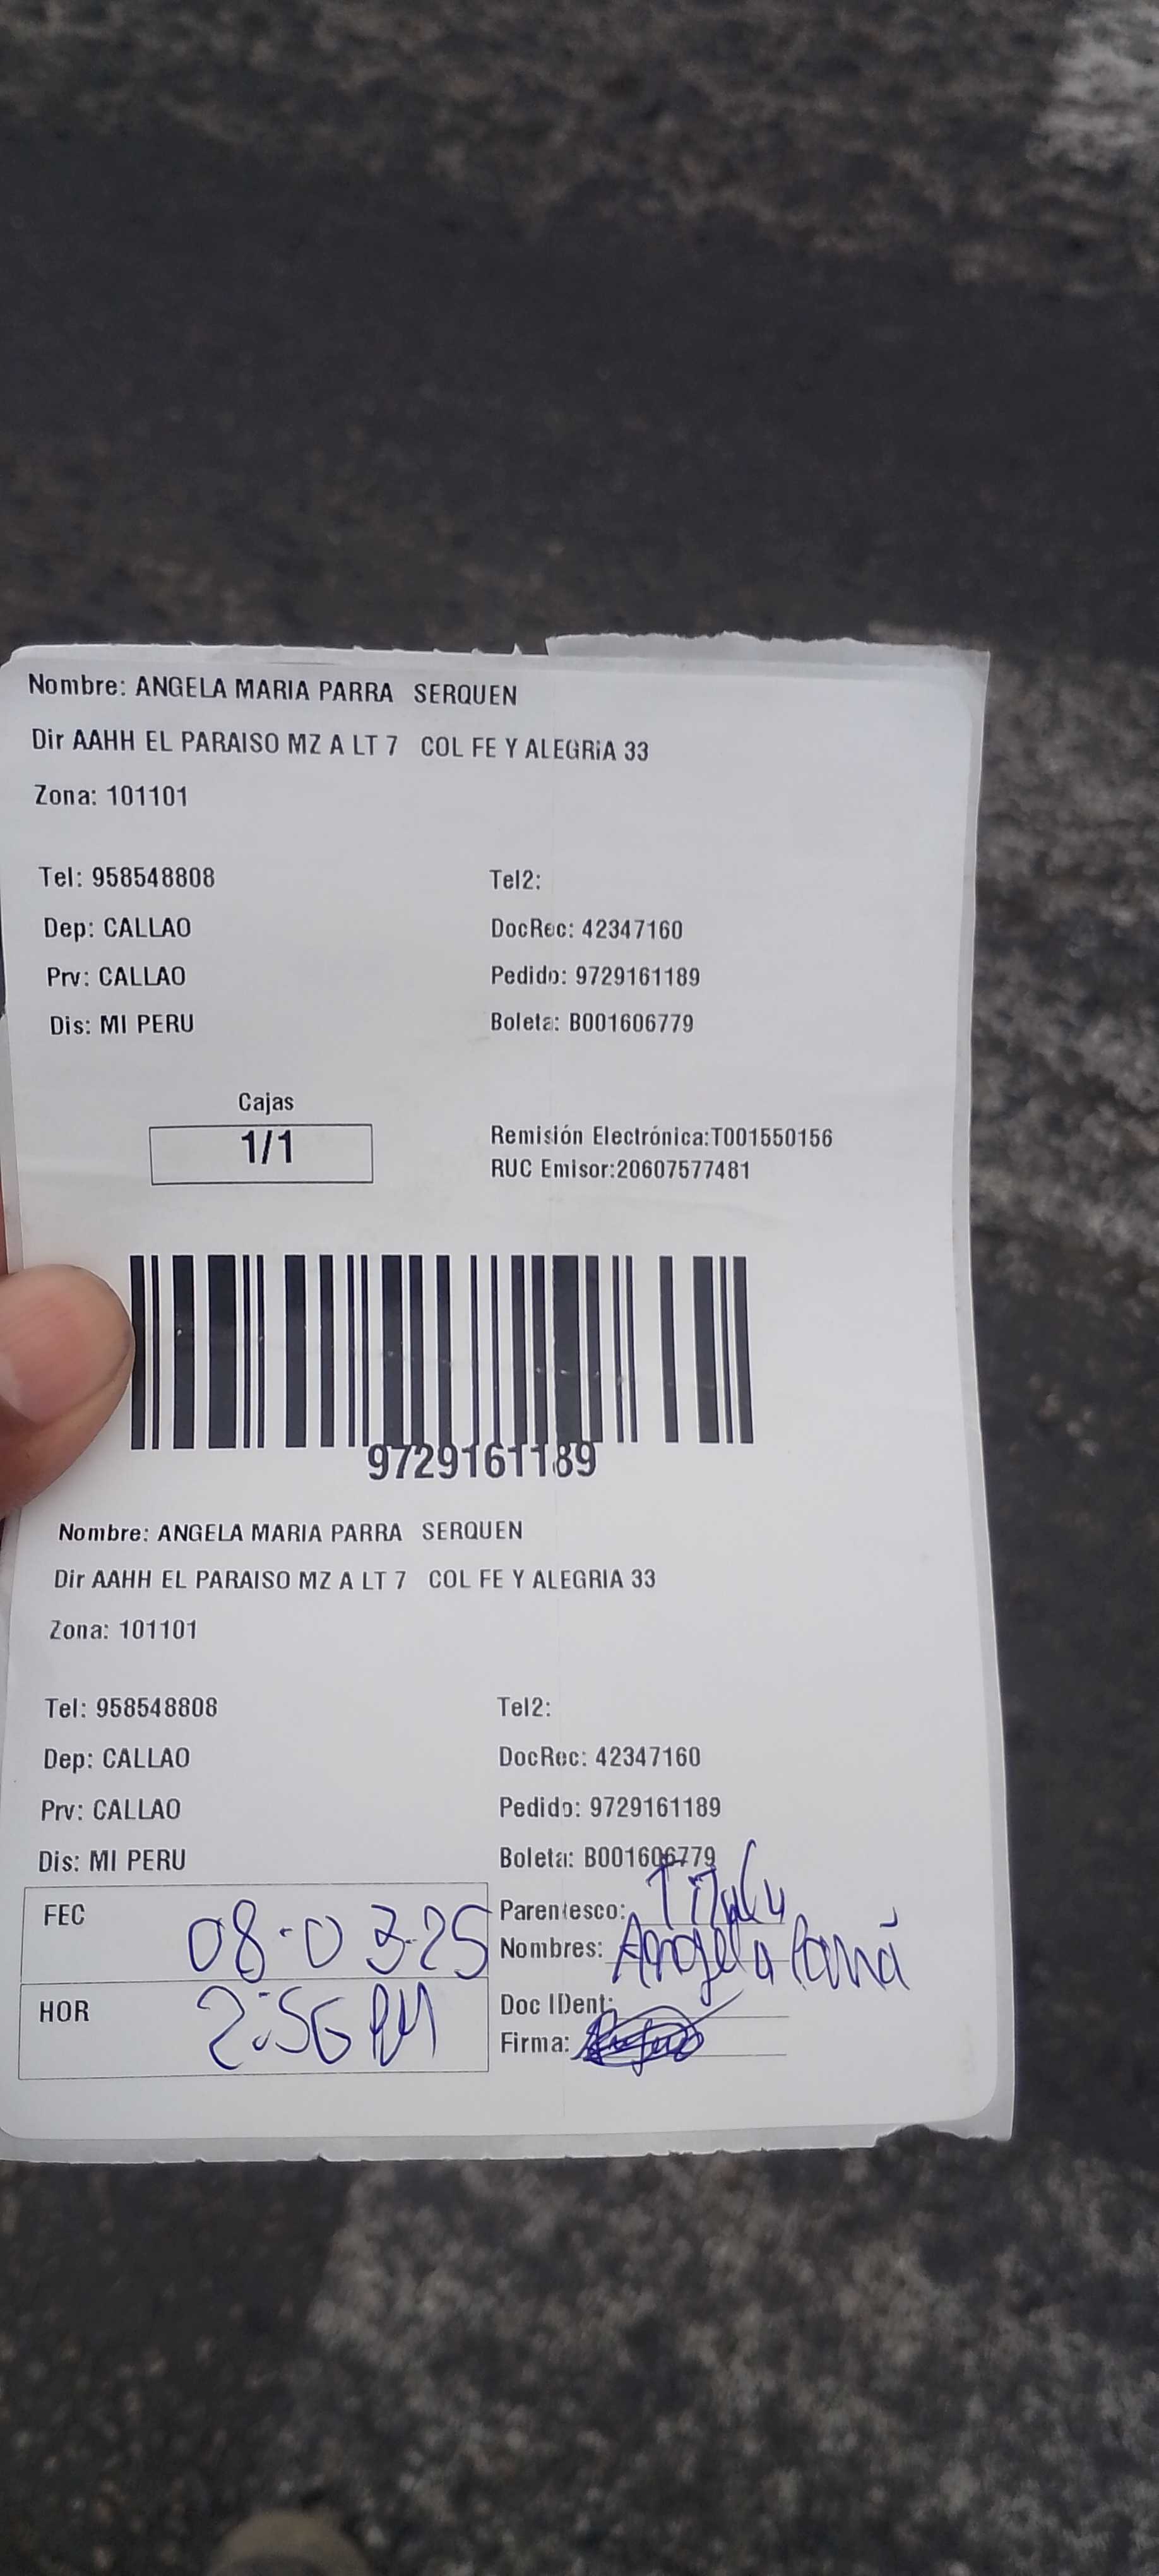 Nombre: ANGELA MARIA PARRA SERQUEN
Dir AAHH EL PARAISO MZ A LT 7 COL FE Y ALEGRiA 33
Zona: 101101
Tel: 958548808 Tel2:
Dep: CALLAO DocRec: 42347160
Prv: CALLAO Pedido: 9729161189
Dis: MI PERU Boleta: B001606779
Cajas
1/1
Remisión Electrónica:T001550156
RUC Emisor:20607577481
9729161189
Nombre: ANGELA MARIA PARRA SERQUEN
Dir AAHH EL PARAISO MZ A LT 7 COL FE Y ALEGRIA 33
Zona: 101101
Tel: 958548808 Tel2:
Dep: CALLAO DocRec: 42347160
Prv: CALLAO Pedido: 9729161189
Dis: MI PERU Boleta: B001606779
FEC 08-03-25 Parentesco:
Nombres: Angela
HOR 2:56 PM Doc IDent:
Firma: